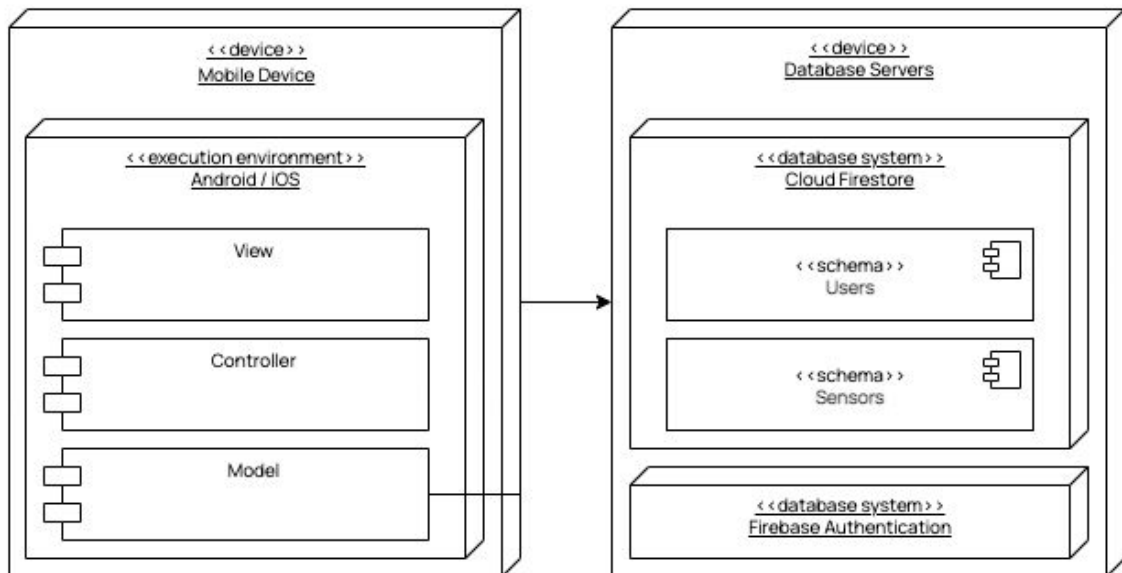 <<device>>
Mobile Device
<<execution environment>>
Android / iOS
View
Controller
Model
<<device>>
Database Servers
<<database system>>
Cloud Firestore
<<schema>>
Users
<<schema>>
Sensors
<<database system>>
Firebase Authentication